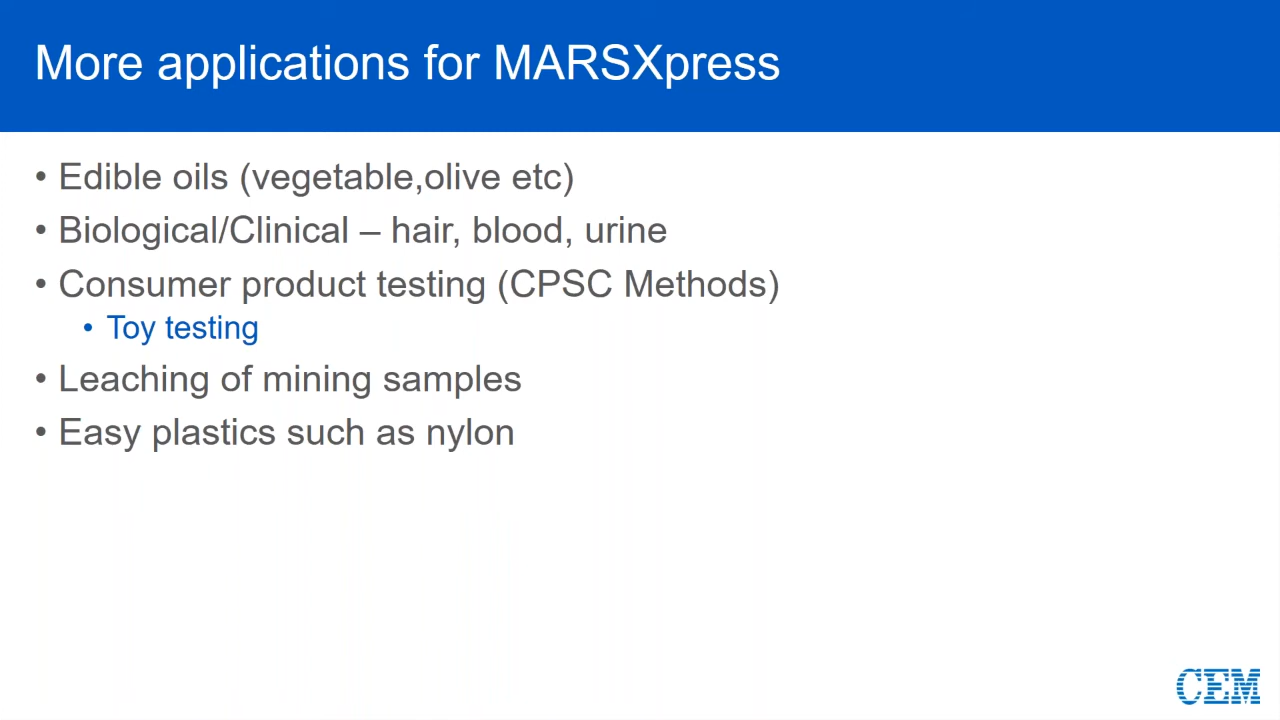 More applications for MARSXpress
• Edible oils (vegetable,olive etc)
• Biological/Clinical – hair, blood, urine
• Consumer product testing (CPSC Methods)
• Toy testing
• Leaching of mining samples
• Easy plastics such as nylon
CEM